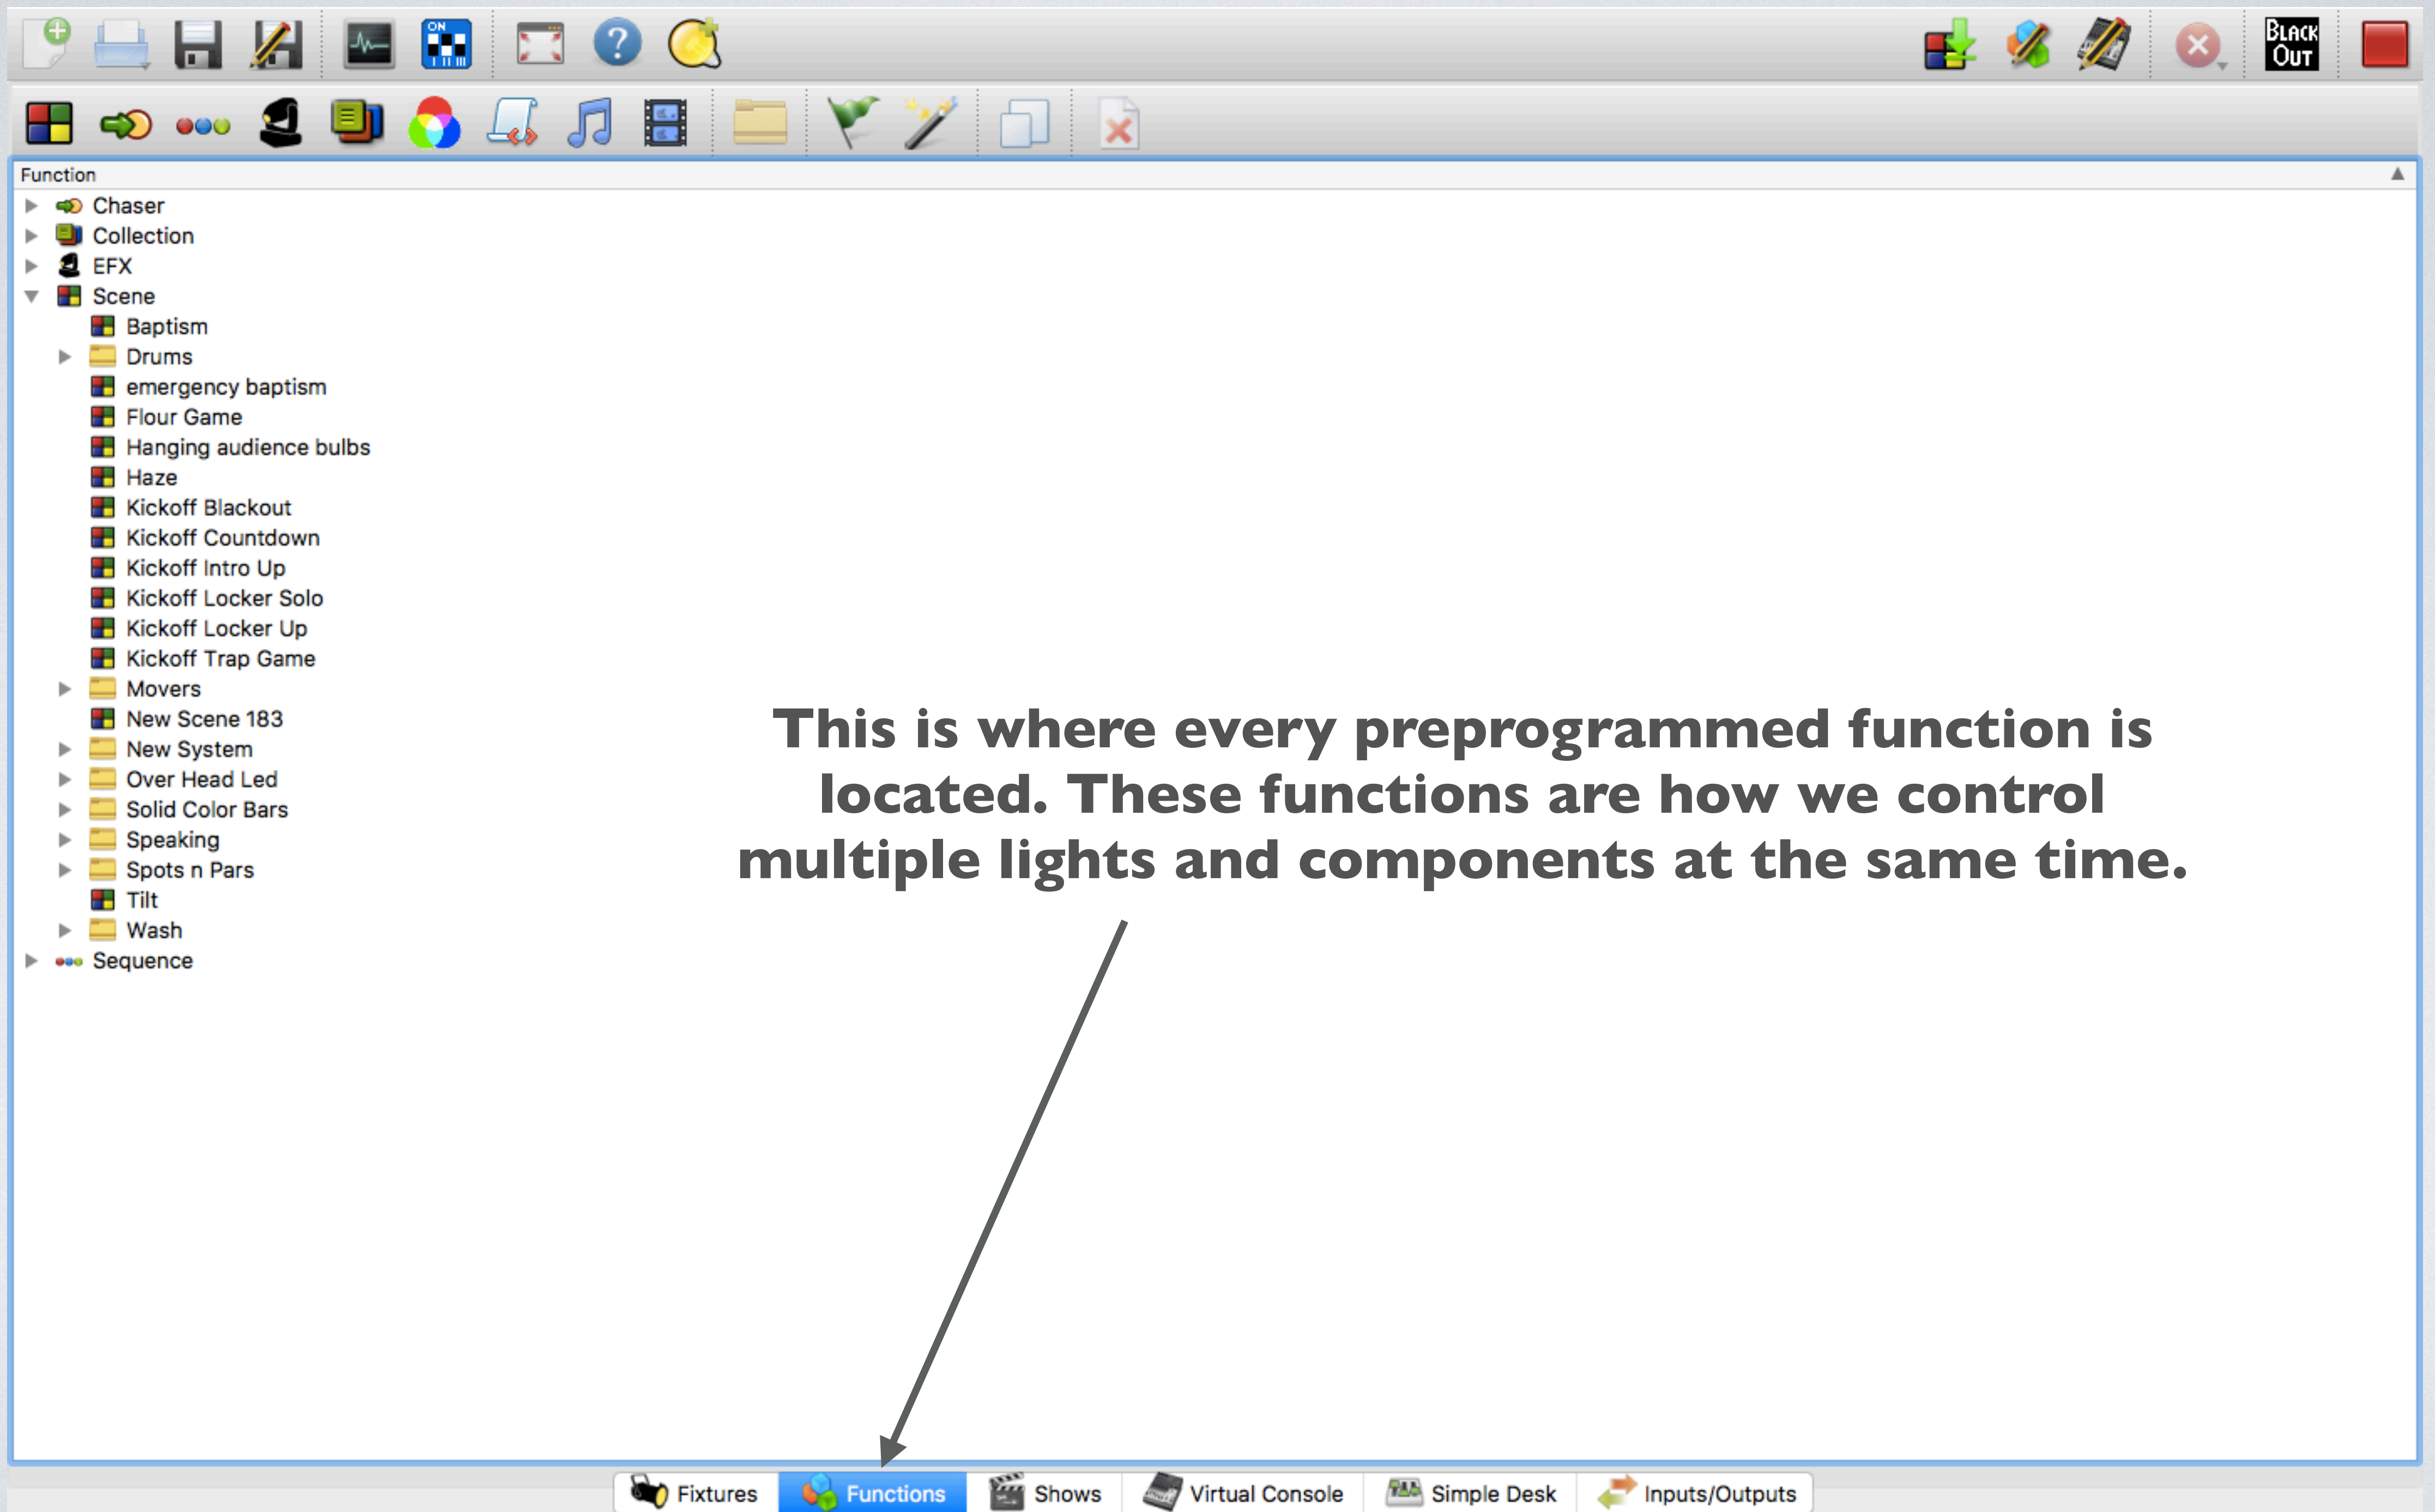 ON
BLACK
OUT
Function
Chaser
Collection
EFX
Scene
Baptism
Drums
emergency baptism
Flour Game
Hanging audience bulbs
Haze
Kickoff Blackout
Kickoff Countdown
Kickoff Intro Up
Kickoff Locker Solo
Kickoff Locker Up
Kickoff Trap Game
Movers
New Scene 183
New System
Over Head Led
Solid Color Bars
Speaking
Spots n Pars
Tilt
Wash
Sequence
This is where every preprogrammed function is
located. These functions are how we control
multiple lights and components at the same time.
Fixtures Functions Shows Virtual Console Simple Desk Inputs/Outputs